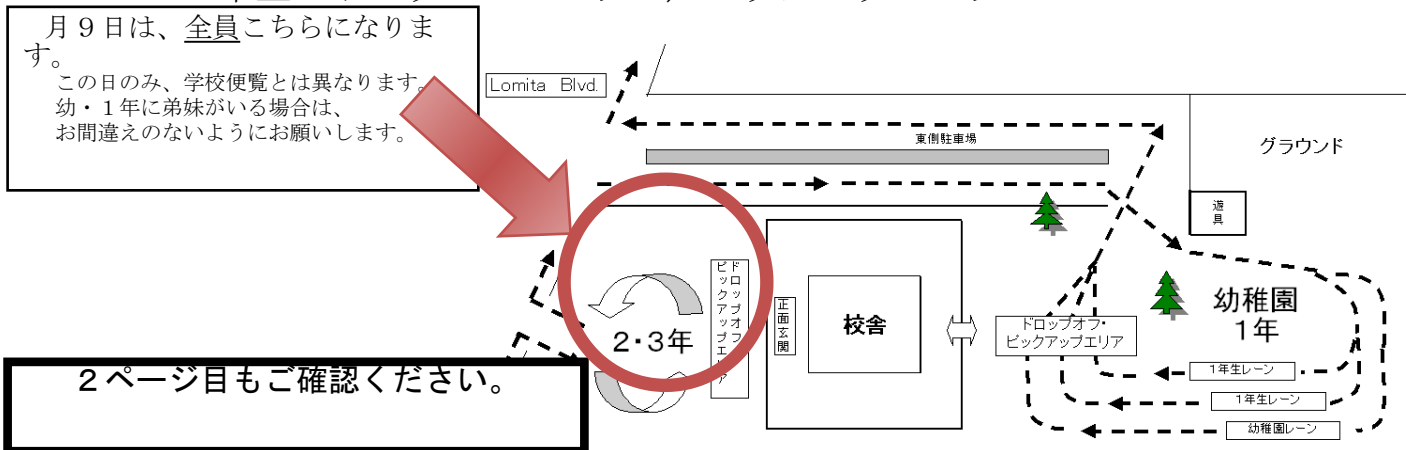 月９日は、全員こちらになりま
す。
この日のみ、学校便覧とは異なります。
幼・１年に弟妹がいる場合は、
お間違えのないようにお願いします。
Lomita Blvd.
東側駐車場
グラウンド
遊具
ドロップオフ
ピックアップエリア
2・3年
正面玄関
校舎
ドロップオフ・
ピックアップエリア
幼稚園
1年
1年生レーン
1年生レーン
幼稚園レーン
２ページ目もご確認ください。